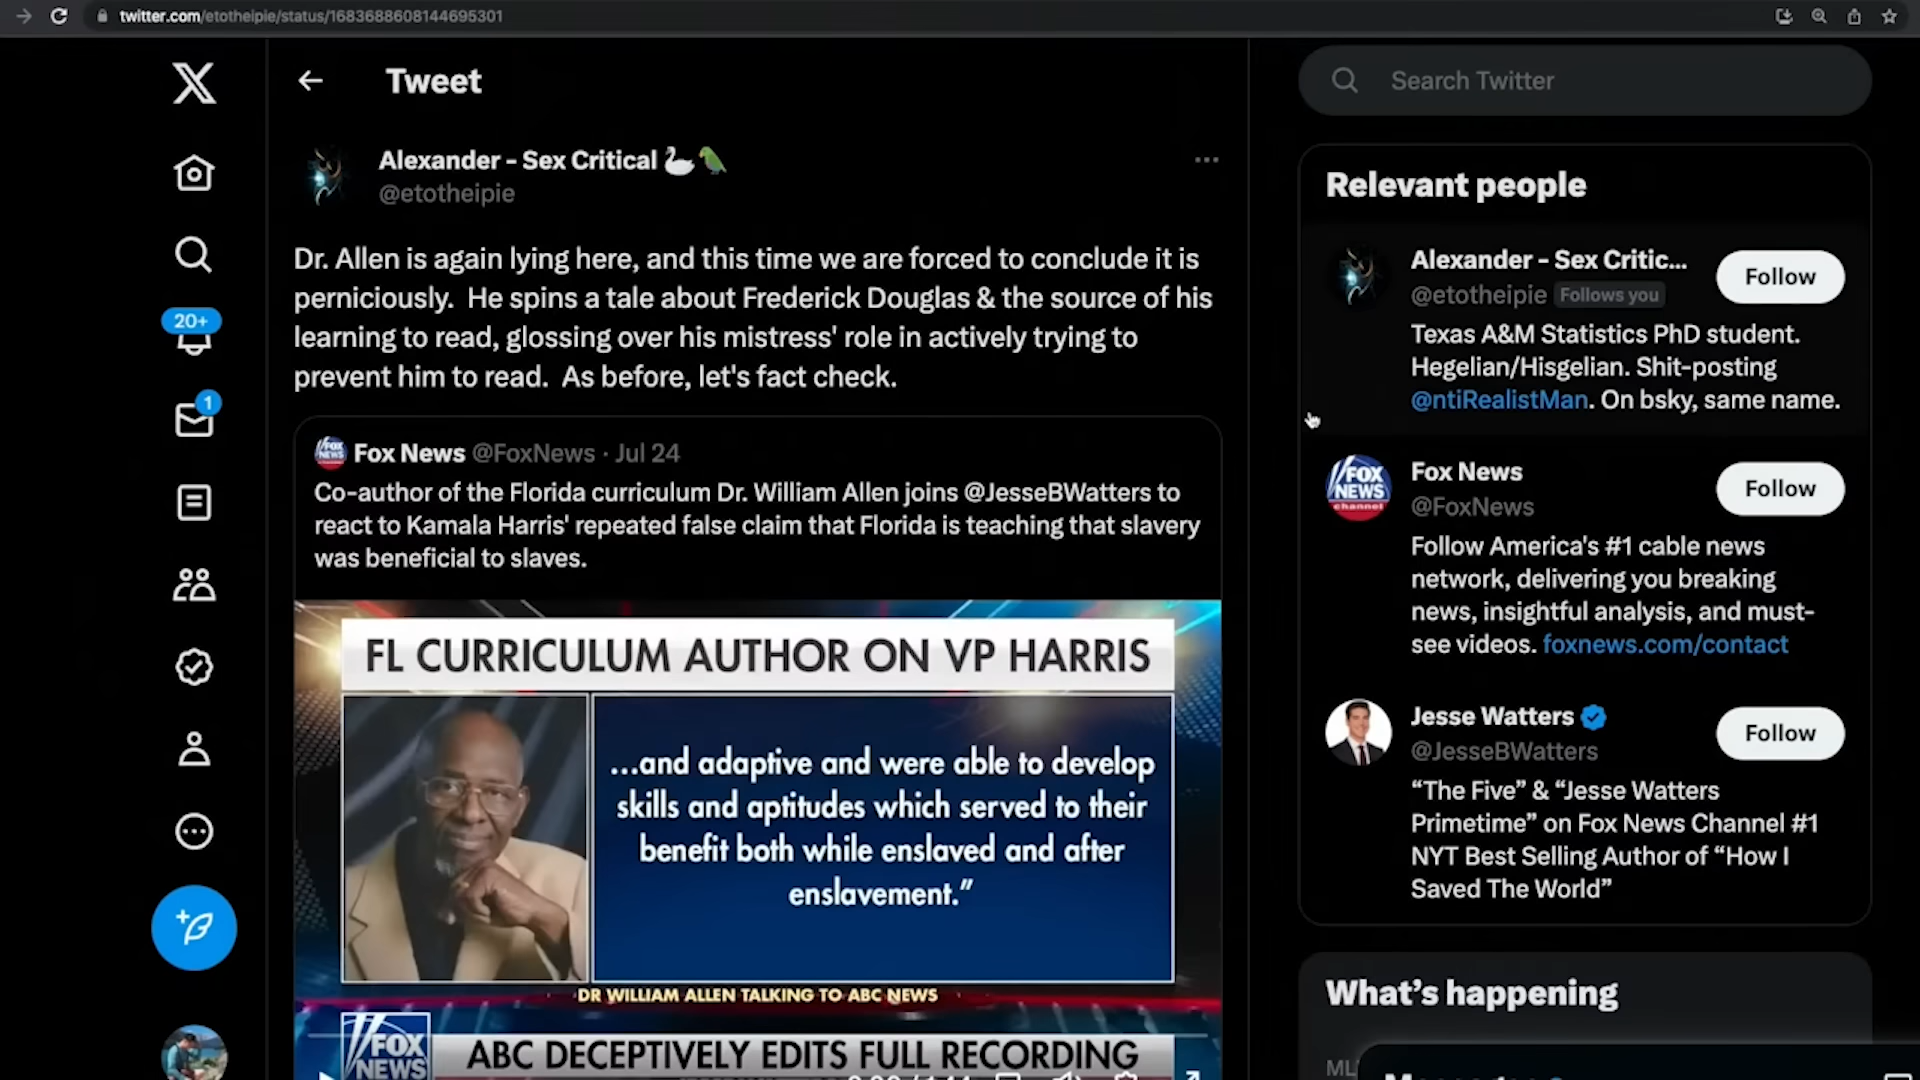 twitter.com/etotheipie/status/1683688608144695301
X
Tweet
Search Twitter
Alexander – Sex Critical
@etotheipie
Dr. Allen is again lying here, and this time we are forced to conclude it is
perniciously. He spins a tale about Frederick Douglas & the source of his
learning to read, glossing over his mistress' role in actively trying to
prevent him to read. As before, let's fact check.
Fox News @FoxNews · Jul 24
Co-author of the Florida curriculum Dr. William Allen joins @JesseBWatters to
react to Kamala Harris' repeated false claim that Florida is teaching that slavery
was beneficial to slaves.
FL CURRICULUM AUTHOR ON VP HARRIS
...and adaptive and were able to develop
skills and aptitudes which served to their
benefit both while enslaved and after
enslavement.”
DR WILLIAM ALLEN TALKING TO ABC NEWS
FOX
NEWS
ABC DECEPTIVELY EDITS FULL RECORDING
20+
1
Relevant people
Alexander – Sex Critic...
Follow
@etotheipie Follows you
Texas A&M Statistics PhD student.
Hegelian/Hisgelian. Shit-posting
@ntiRealistMan. On bsky, same name.
FOX
NEWS
channel
Fox News
Follow
@FoxNews
Follow America's #1 cable news
network, delivering you breaking
news, insightful analysis, and must-
see videos. foxnews.com/contact
Jesse Watters
Follow
@JesseBWatters
“The Five” & “Jesse Watters
Primetime” on Fox News Channel #1
NYT Best Selling Author of “How I
Saved The World”
What’s happening